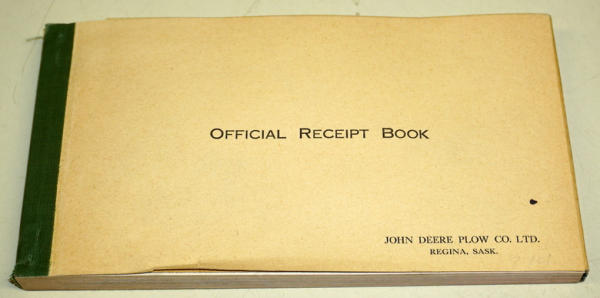 OFFICIAL RECEIPT BOOK
JOHN DEERE PLOW CO. LTD.
REGINA, SASK.